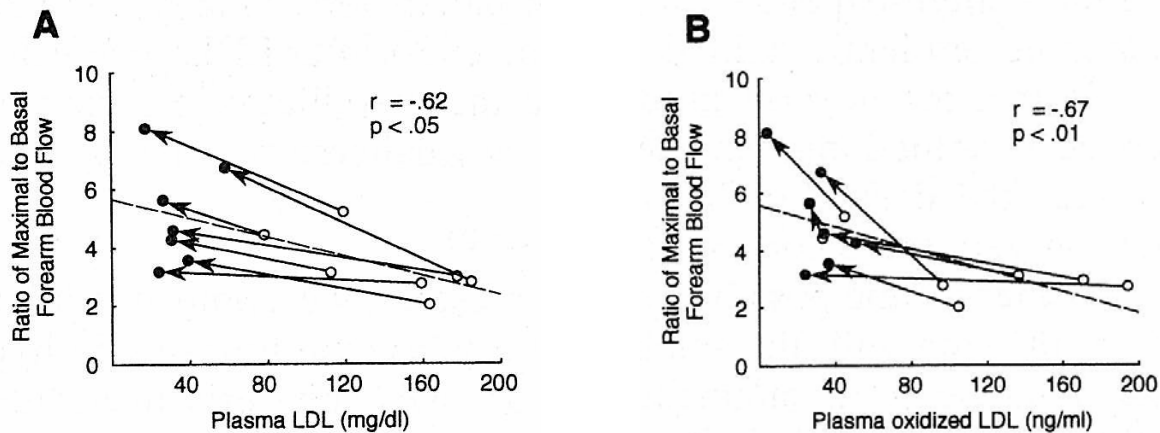 A
Ratio of Maximal to Basal
Forearm Blood Flow
10
8
6
4
2
0
r = -.62
p < .05
40
80
120
160
200
Plasma LDL (mg/dl)
B
Ratio of Maximal to Basal
Forearm Blood Flow
10
8
6
4
2
0
r = -.67
p < .01
40
80
120
160
200
Plasma oxidized LDL (ng/ml)